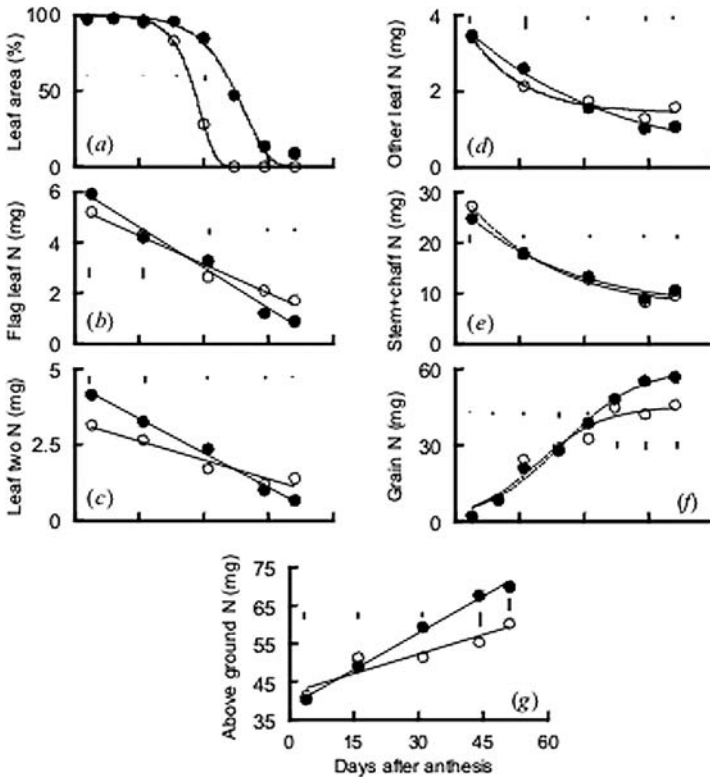 100
50
0
Leaf area (%)
(a)
6
4
2
0
Flag leaf N (mg)
(b)
5
2.5
0
Leaf two N (mg)
(c)
4
2
0
Other leaf N (mg)
(d)
30
20
10
0
Stem+chaff N (mg)
(e)
60
30
0
Grain N (mg)
(f)
75
65
55
45
35
Above ground N (mg)
(g)
0 15 30 45 60
Days after anthesis